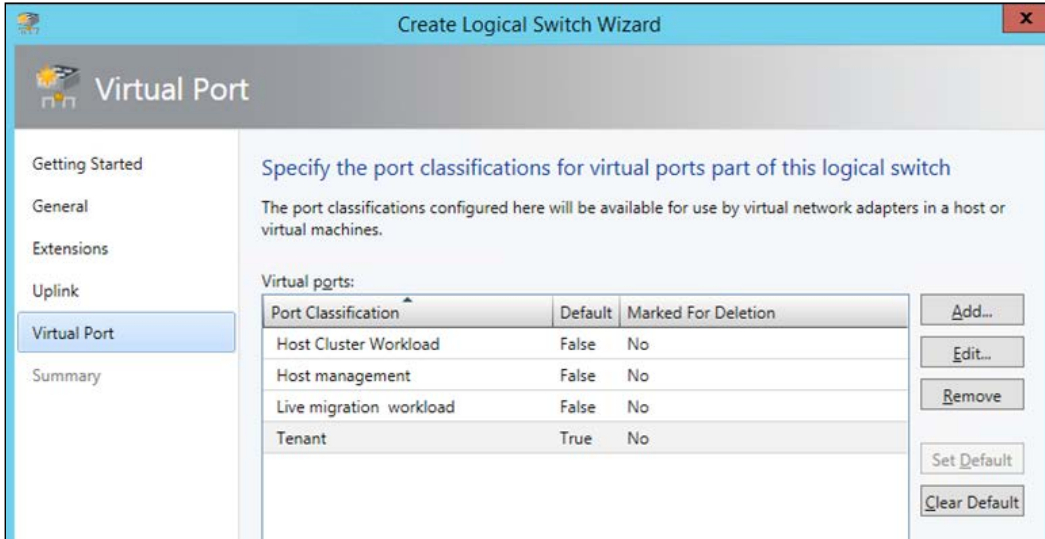 Create Logical Switch Wizard
x
Virtual Port
Getting Started
General
Extensions
Uplink
Virtual Port
Summary
Specify the port classifications for virtual ports part of this logical switch
The port classifications configured here will be available for use by virtual network adapters in a host or
virtual machines.
Virtual ports:
Port Classification Default Marked For Deletion
Host Cluster Workload False No
Host management False No
Live migration workload False No
Tenant True No
Add...
Edit...
Remove
Set Default
Clear Default